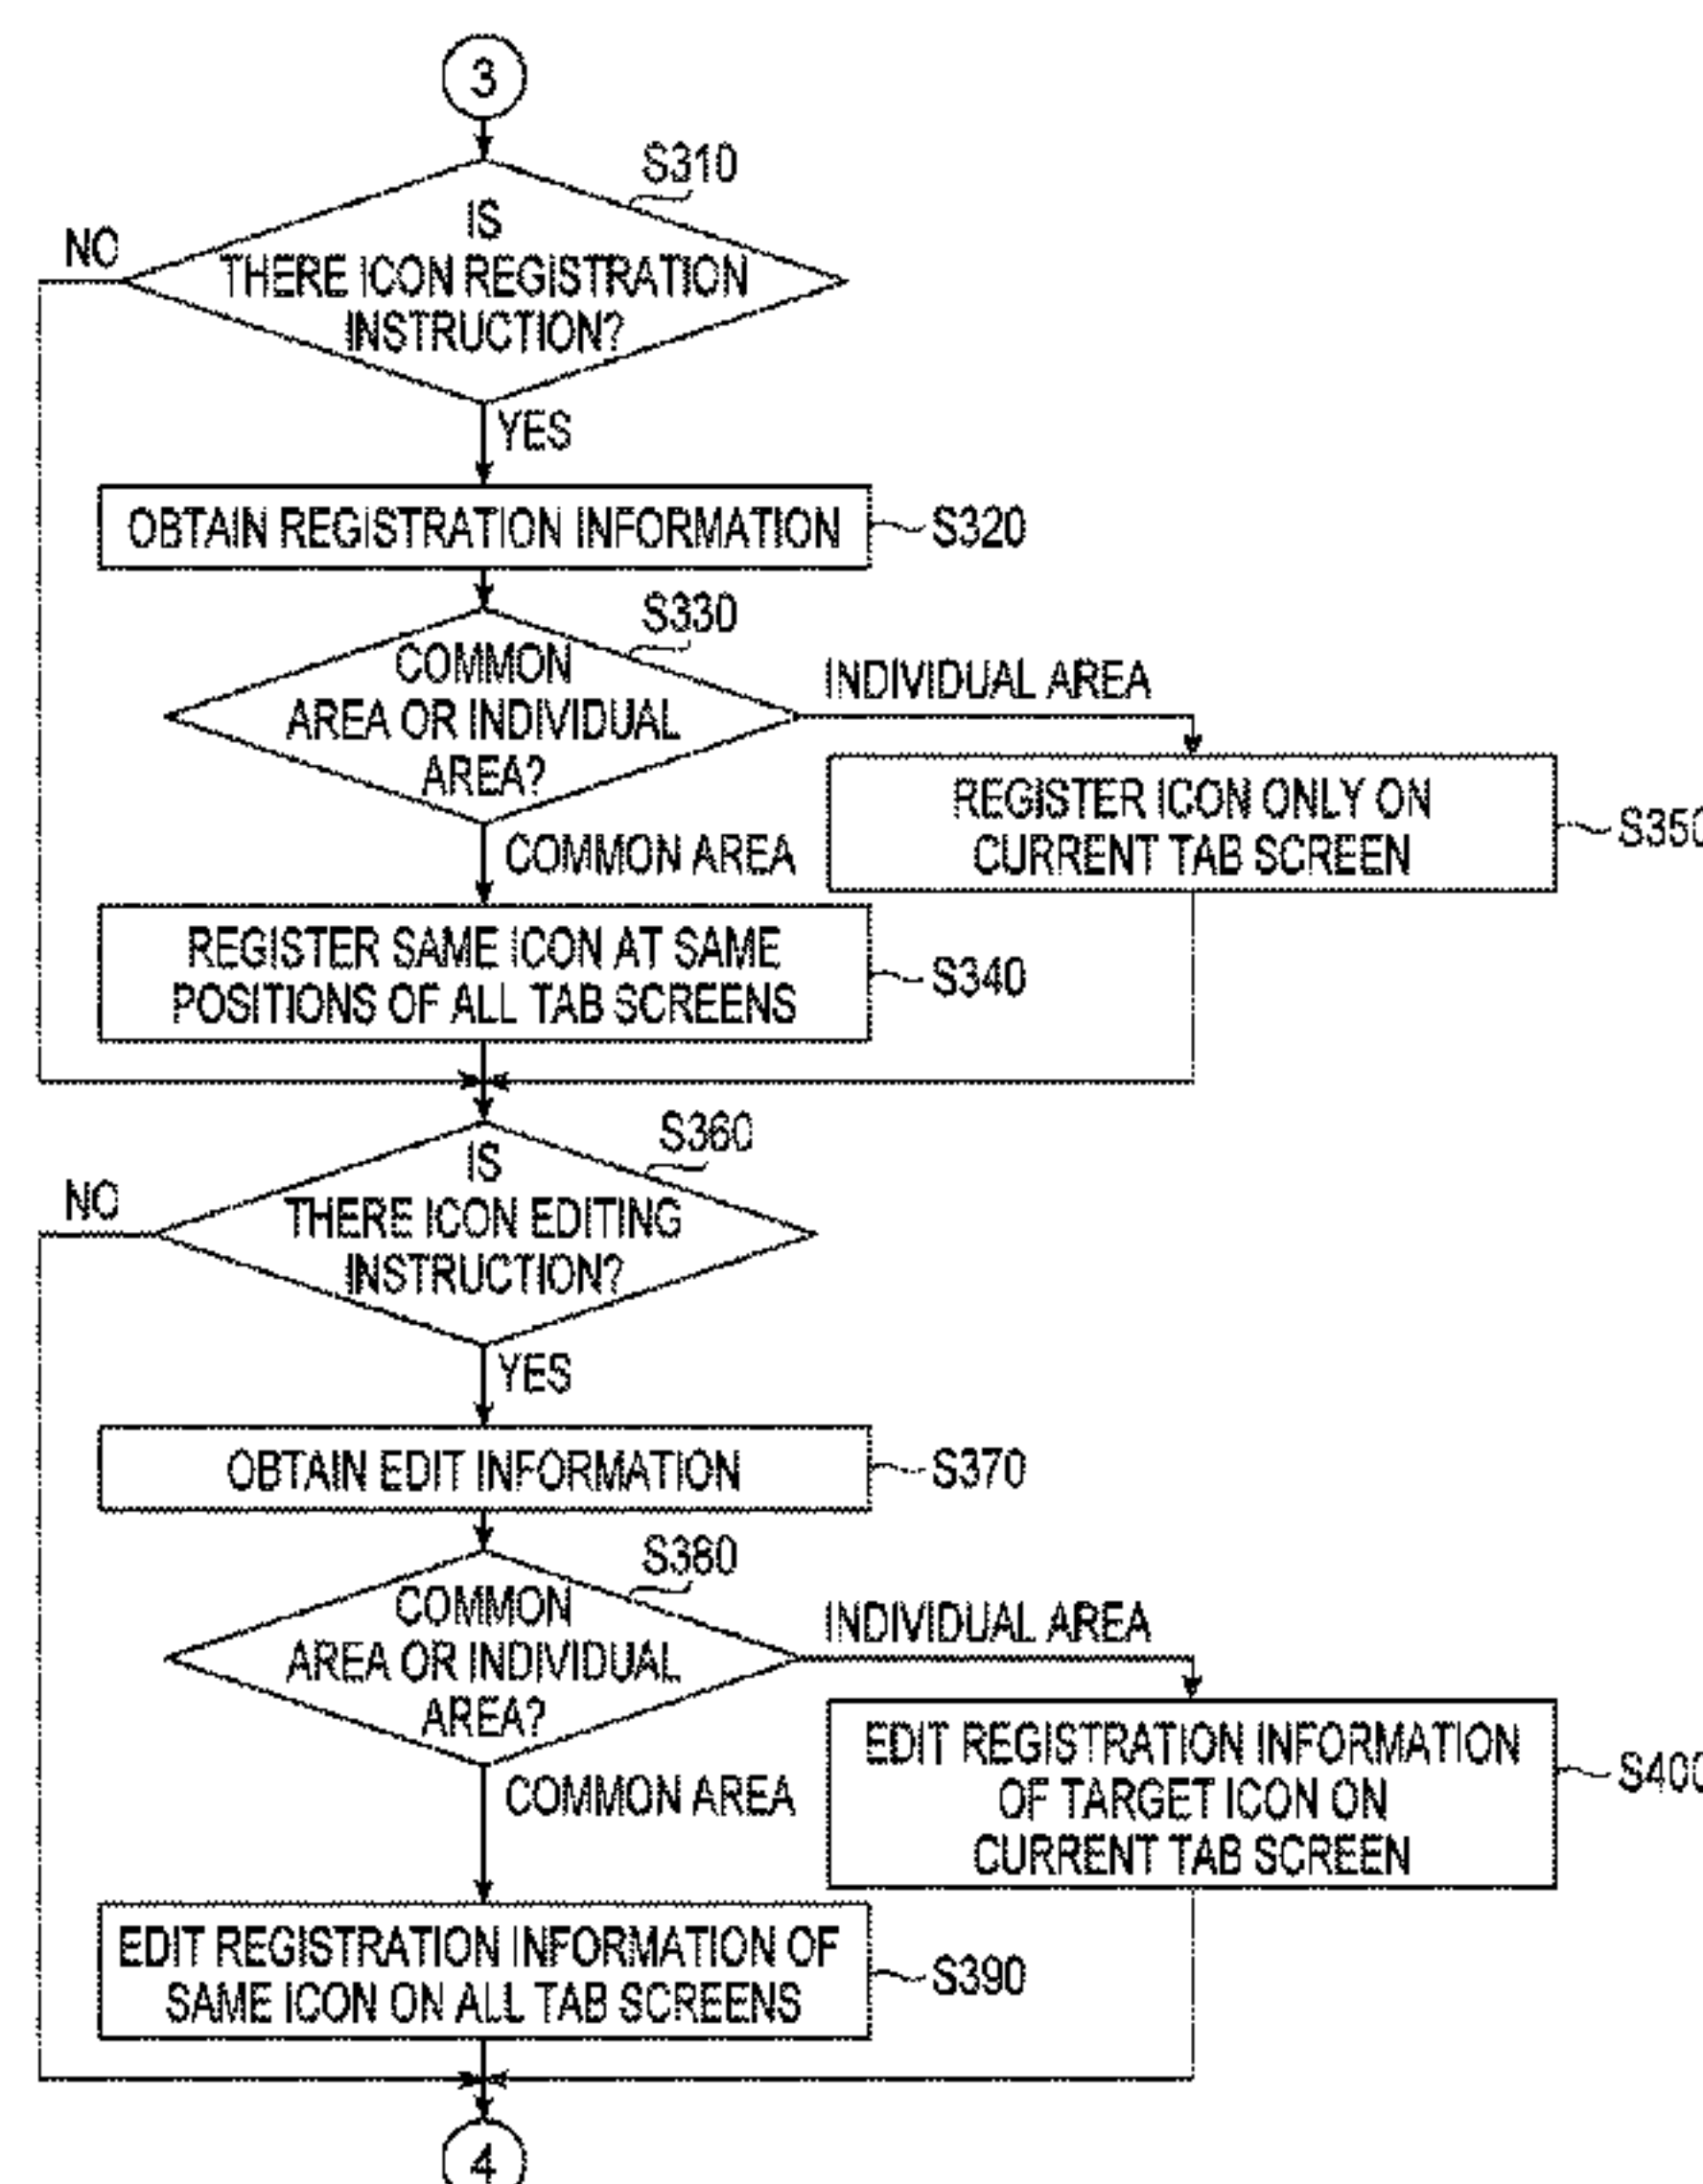 3
S310
IS
NO
THERE ICON REGISTRATION
INSTRUCTION?
YES
OBTAIN REGISTRATION INFORMATION
S320
S330
COMMON
INDIVIDUAL AREA
AREA OR INDIVIDUAL
AREA?
REGISTER ICON ONLY ON
CURRENT TAB SCREEN
S350
COMMON AREA
REGISTER SAME ICON AT SAME
POSITIONS OF ALL TAB SCREENS
S340
S360
IS
NO
THERE ICON EDITING
INSTRUCTION?
YES
OBTAIN EDIT INFORMATION
S370
S380
COMMON
INDIVIDUAL AREA
AREA OR INDIVIDUAL
AREA?
EDIT REGISTRATION INFORMATION
OF TARGET ICON ON
CURRENT TAB SCREEN
S400
COMMON AREA
EDIT REGISTRATION INFORMATION OF
SAME ICON ON ALL TAB SCREENS
S390
4